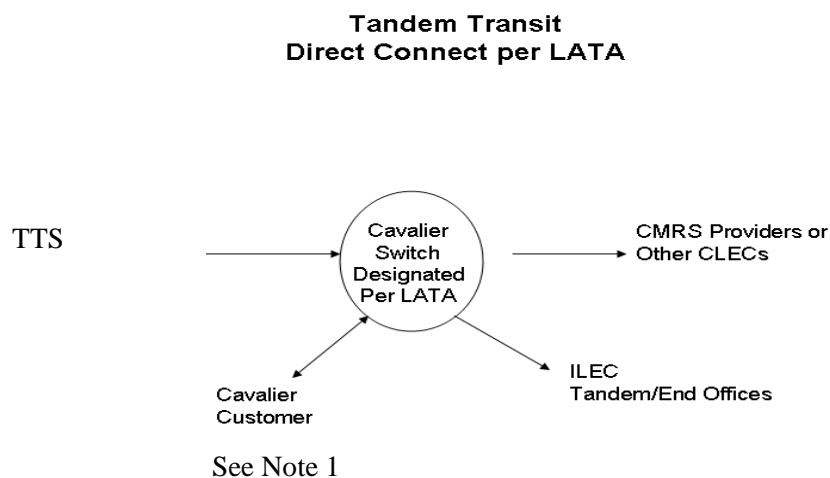 Tandem Transit
Direct Connect per LATA
TTS
Cavalier
Switch
Designated
Per LATA
CMRS Providers or
Other CLECs
ILEC
Tandem/End Offices
Cavalier
Customer
See Note 1